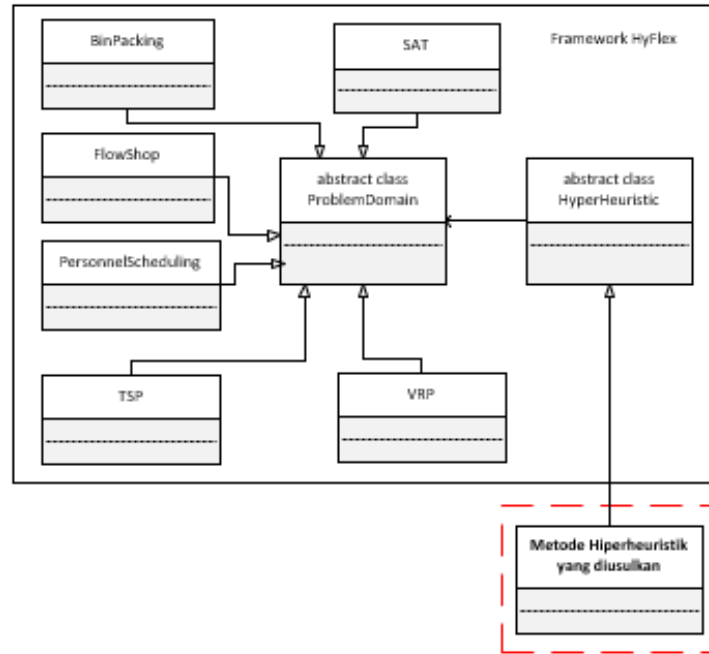 BinPacking
SAT
Framework HyFlex
FlowShop
abstract class
ProblemDomain
abstract class
HyperHeuristic
PersonnelScheduling
TSP
VRP
Metode Hiperheuristik
yang diusulkan